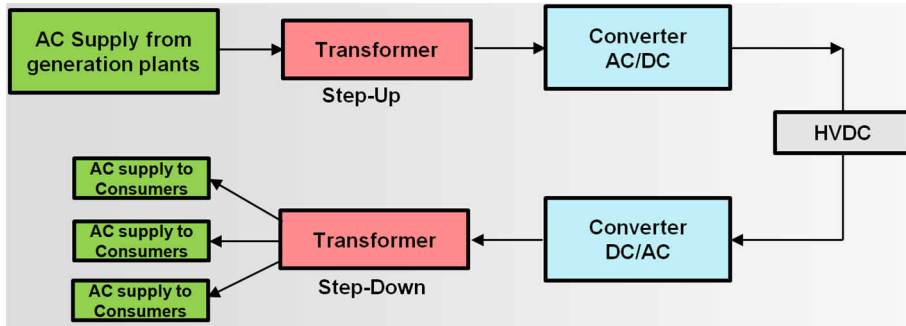 AC Supply from
generation plants
Transformer
Step-Up
Converter
AC/DC
HVDC
AC supply to
Consumers
AC supply to
Consumers
AC supply to
Consumers
Transformer
Step-Down
Converter
DC/AC